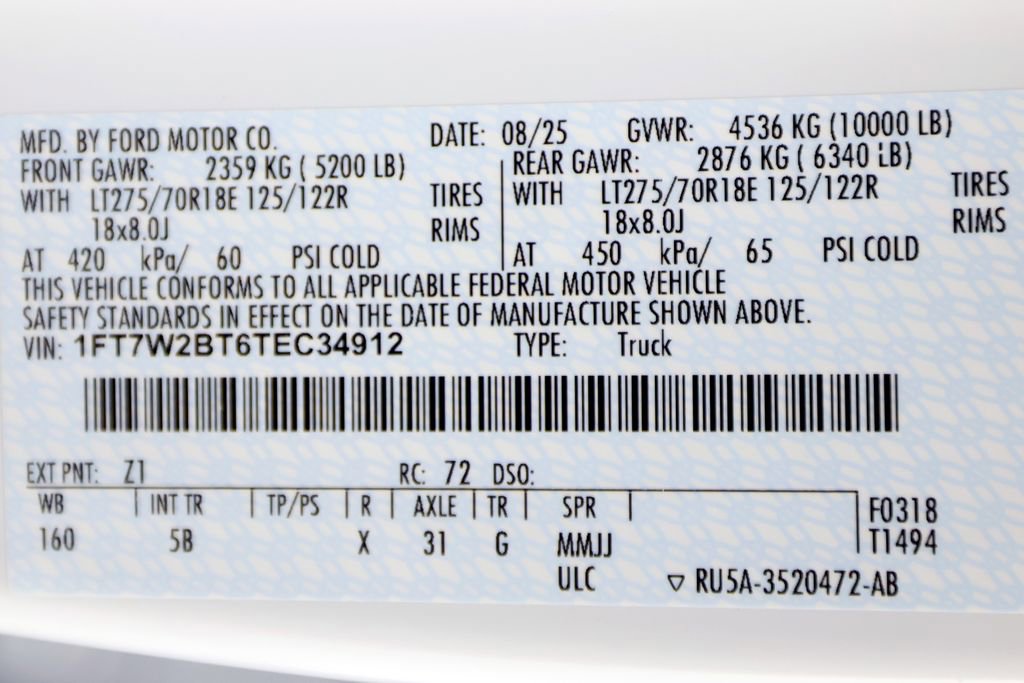 MFD. BY FORD MOTOR CO. DATE: 08/25 GVWR: 4536 KG (10000 LB)
FRONT GAWR: 2359 KG ( 5200 LB) REAR GAWR: 2876 KG ( 6340 LB)
WITH LT275/70R18E 125/122R TIRES WITH LT275/70R18E 125/122R TIRES
18x8.0J RIMS 18x8.0J RIMS
AT 420 kPa/ 60 PSI COLD AT 450 kPa/ 65 PSI COLD
THIS VEHICLE CONFORMS TO ALL APPLICABLE FEDERAL MOTOR VEHICLE
SAFETY STANDARDS IN EFFECT ON THE DATE OF MANUFACTURE SHOWN ABOVE.
VIN: 1FT7W2BT6TEC34912 TYPE: Truck
EXT PNT: Z1 RC: 72 DSO:
WB INT TR TP/PS R AXLE TR SPR F0318
160 5B X 31 G MMJJ T1494
ULC ▽ RU5A-3520472-AB